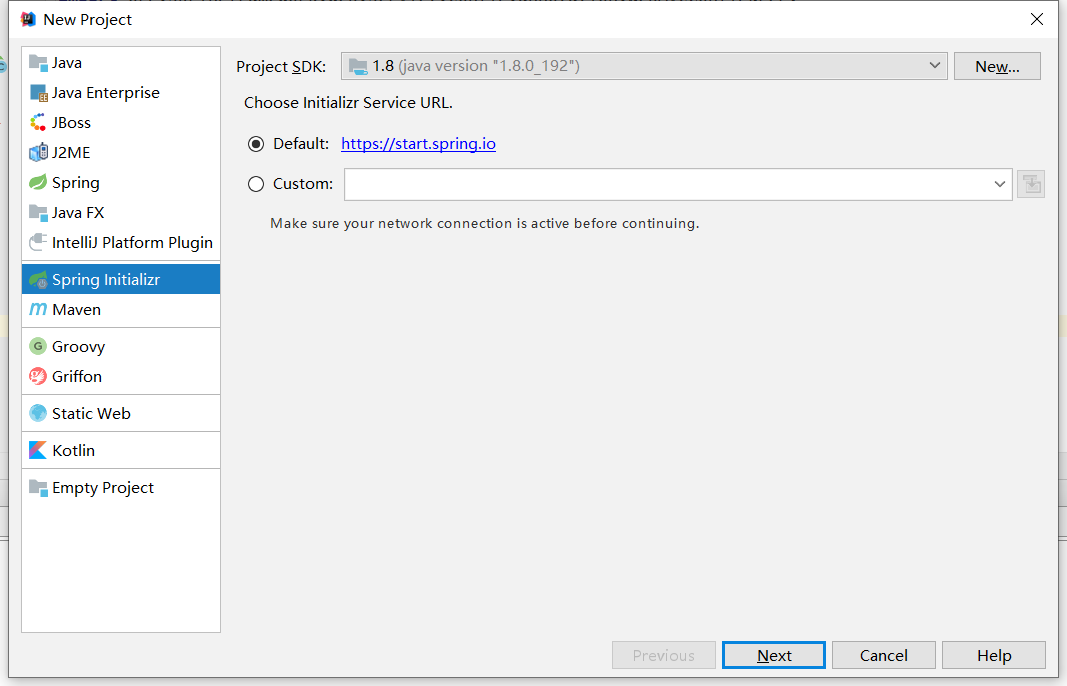 New Project
Java
Java Enterprise
JBoss
J2ME
Spring
Java FX
IntelliJ Platform Plugin
Spring Initializr
Maven
Groovy
Griffon
Static Web
Kotlin
Empty Project
Project SDK: 1.8 (java version "1.8.0_192") New...
Choose Initializr Service URL.
Default: https://start.spring.io
Custom:
Make sure your network connection is active before continuing.
Previous Next Cancel Help